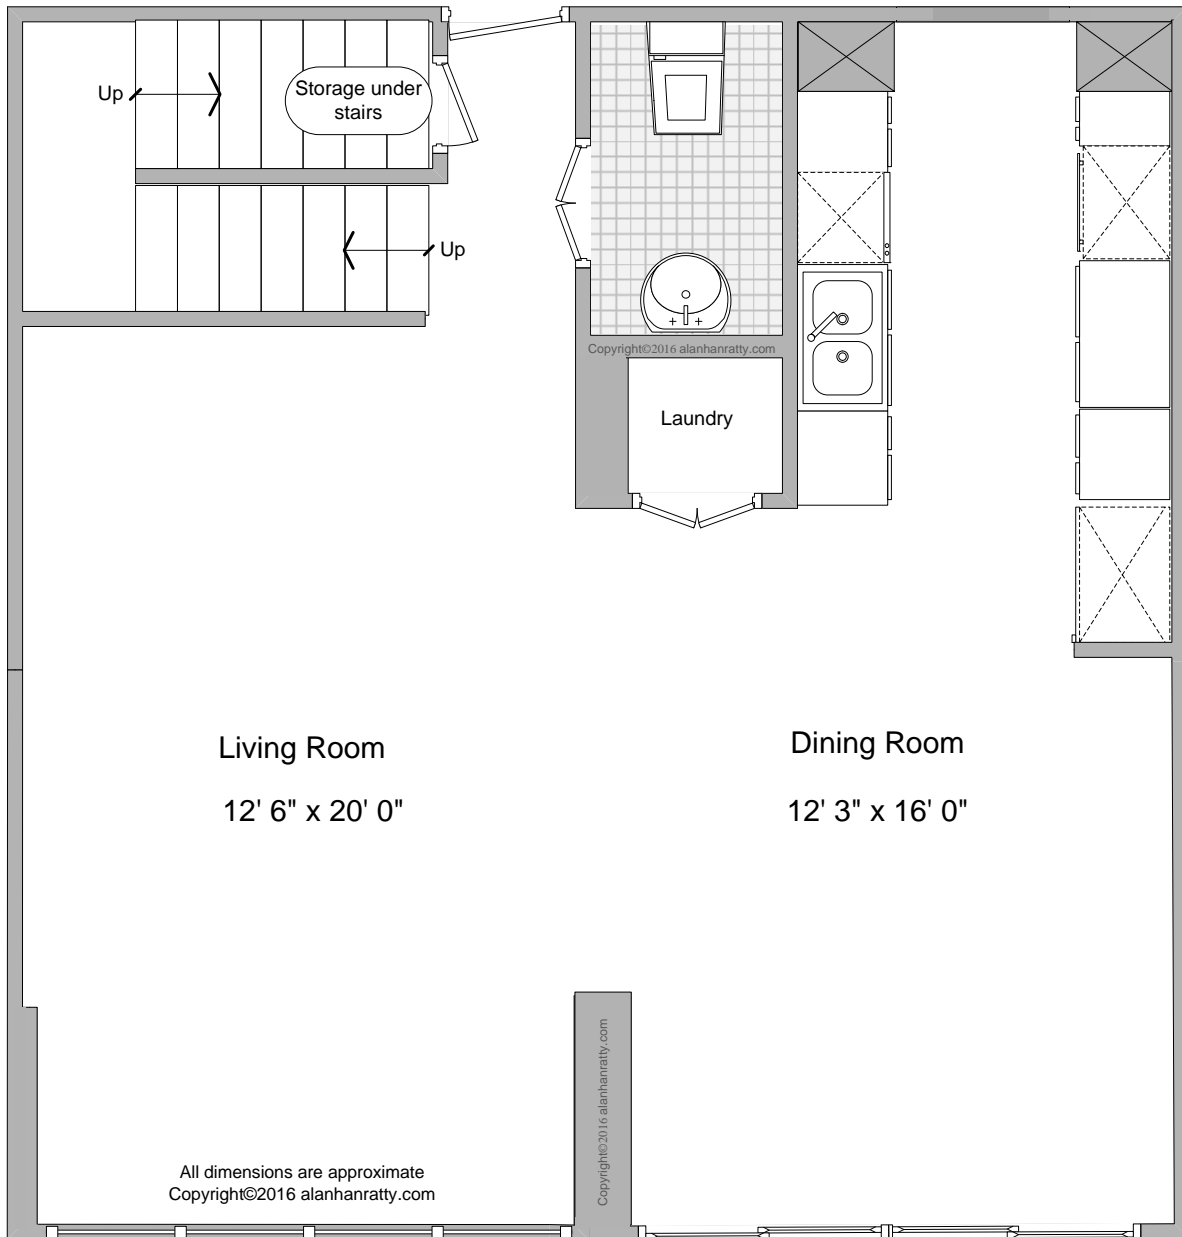 Up
Storage under
stairs
Up
Copyright©2016 alanhanratty.com
Laundry
Living Room
12' 6" x 20' 0"
Dining Room
12' 3" x 16' 0"
Copyright©2016 alanhanratty.com
All dimensions are approximate
Copyright©2016 alanhanratty.com